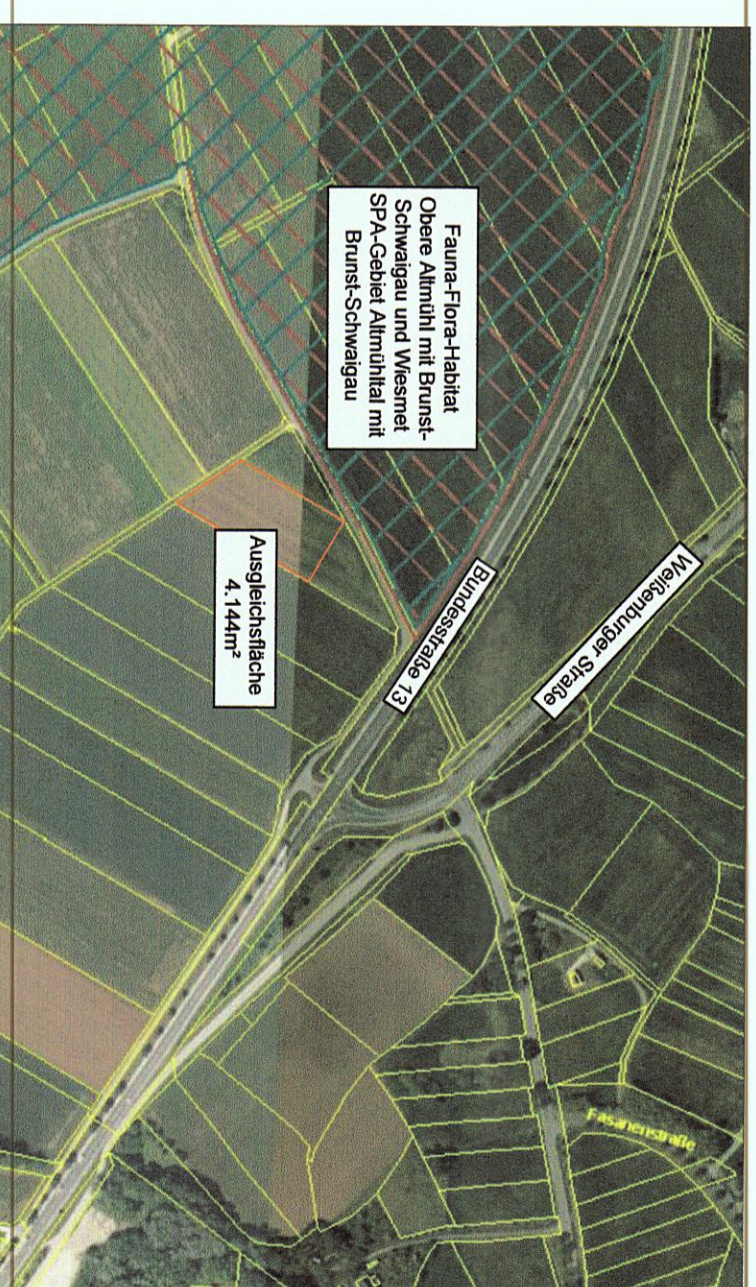 Fauna-Flora-Habitat
Obere Altmühl mit Brunst-
Schwaigau und Wiesmet
SPA-Gebiet Altmühltal mit
Brunst-Schwaigau
Weißenburger Straße
Bundesstraße 13
Ausgleichsfläche
4.144m²
Fasanenstraße